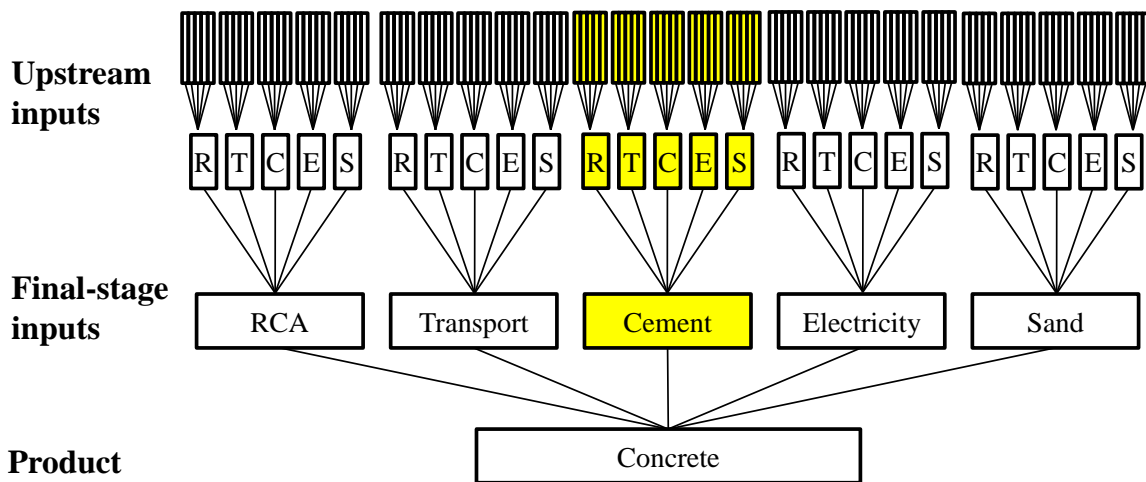 Upstream
inputs
R T C E S R T C E S R T C E S R T C E S R T C E S
Final-stage
inputs
RCA Transport Cement Electricity Sand
Product
Concrete